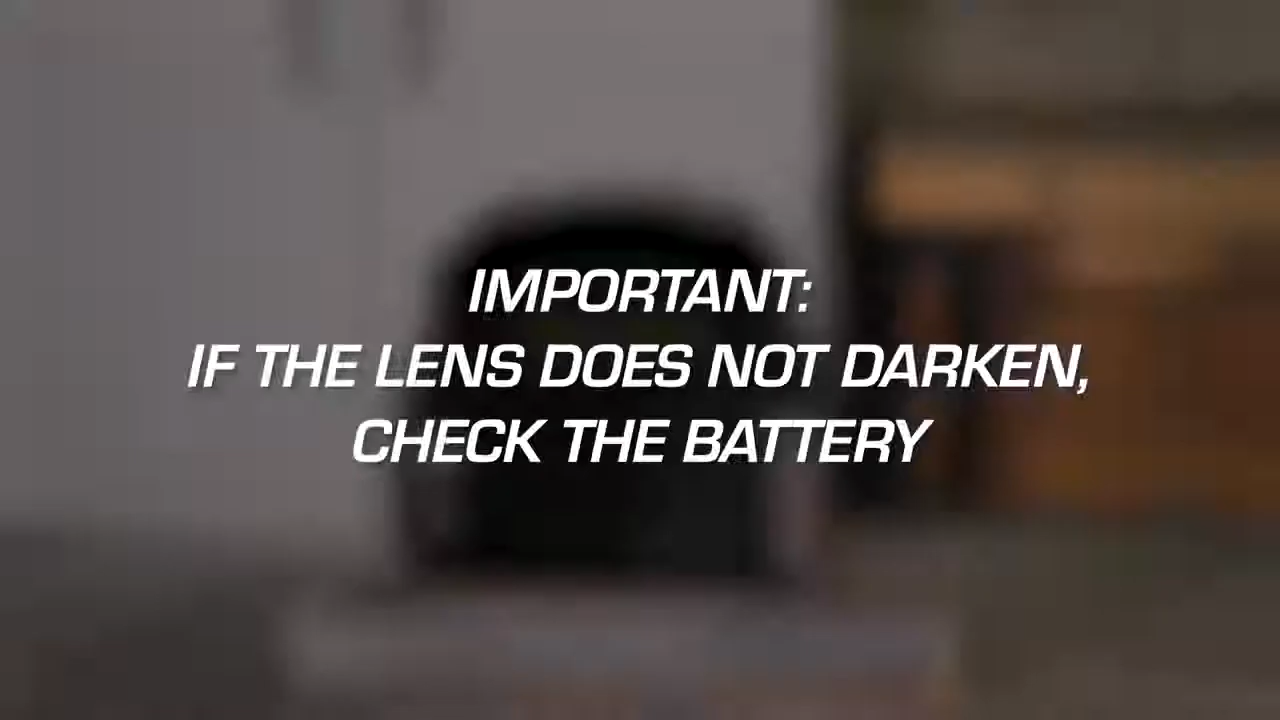 IMPORTANT:
IF THE LENS DOES NOT DARKEN,
CHECK THE BATTERY